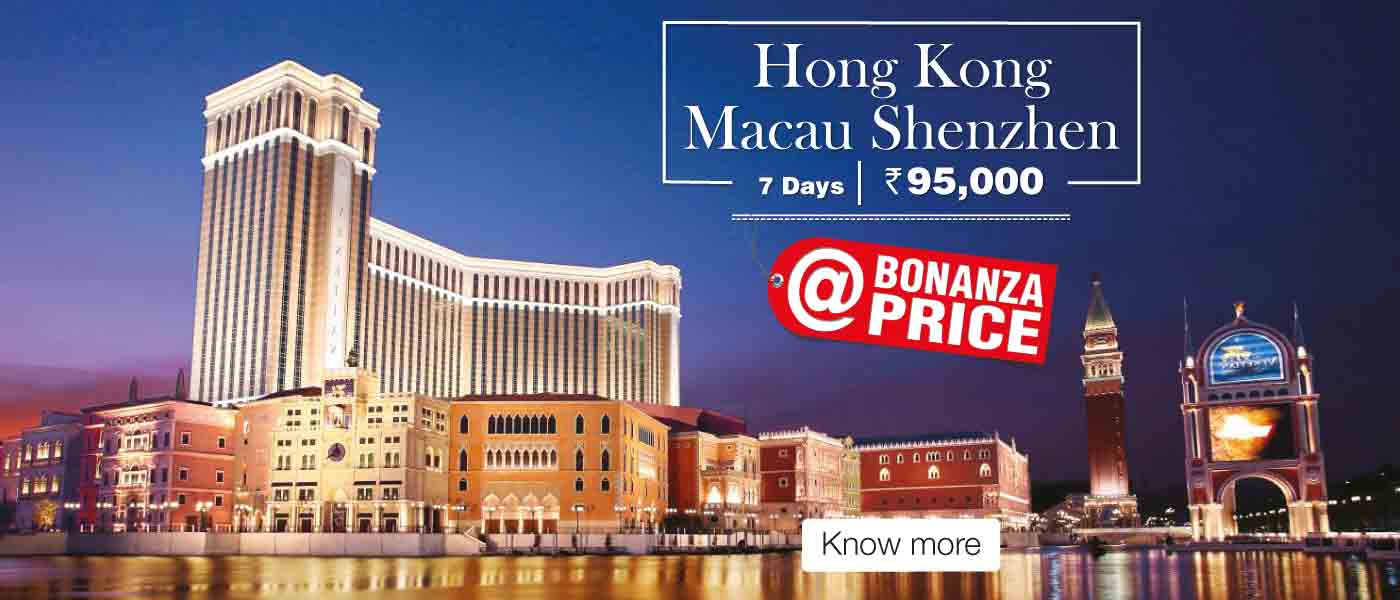 Hong Kong
Macau Shenzhen
7 Days | ₹95,000
@ BONANZA
PRICE
Know more